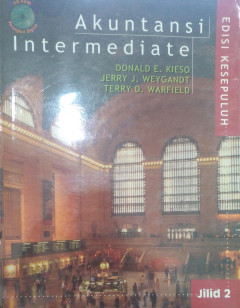 Akuntansi
Intermediate
DONALD E. KIESO
JERRY J. WEYGANDT
TERRY D. WARFIELD
EDISI KESEPULUH
Jilid 2